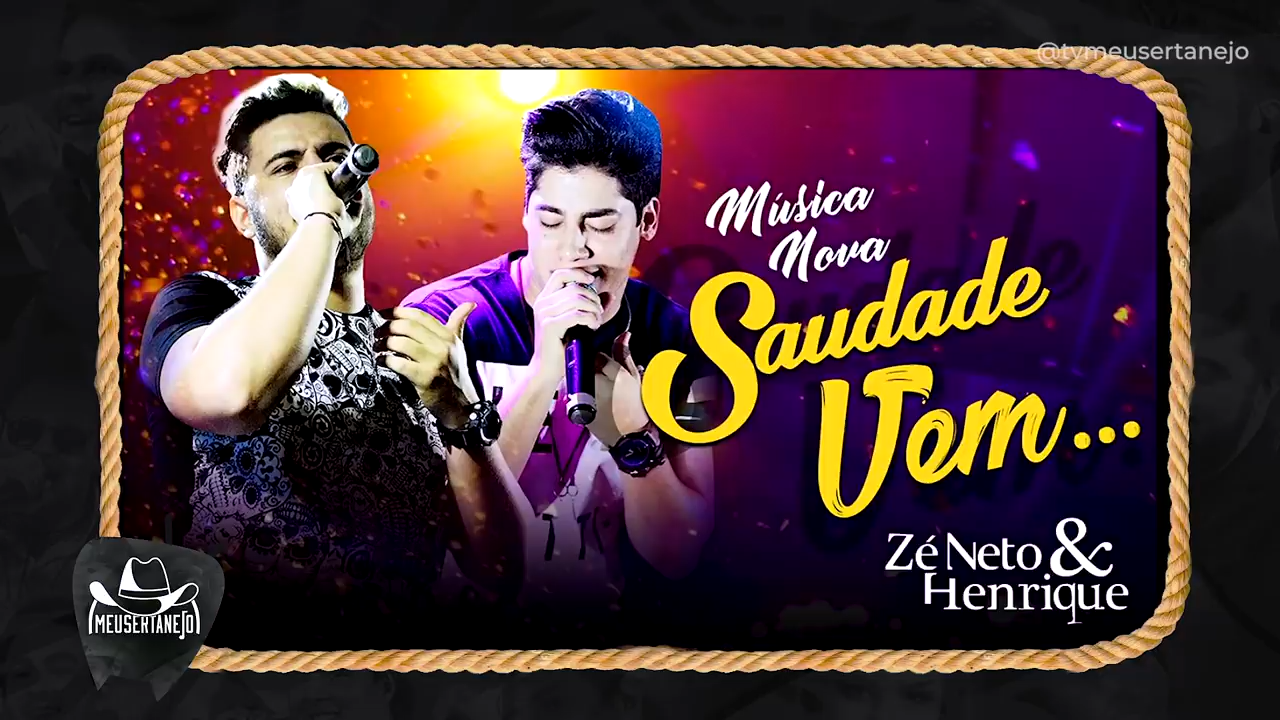 @tvmeusertanejo
Música
Nova
Saudade
Vem...
Zé Neto &
Henrique
MEUSERTANEJO